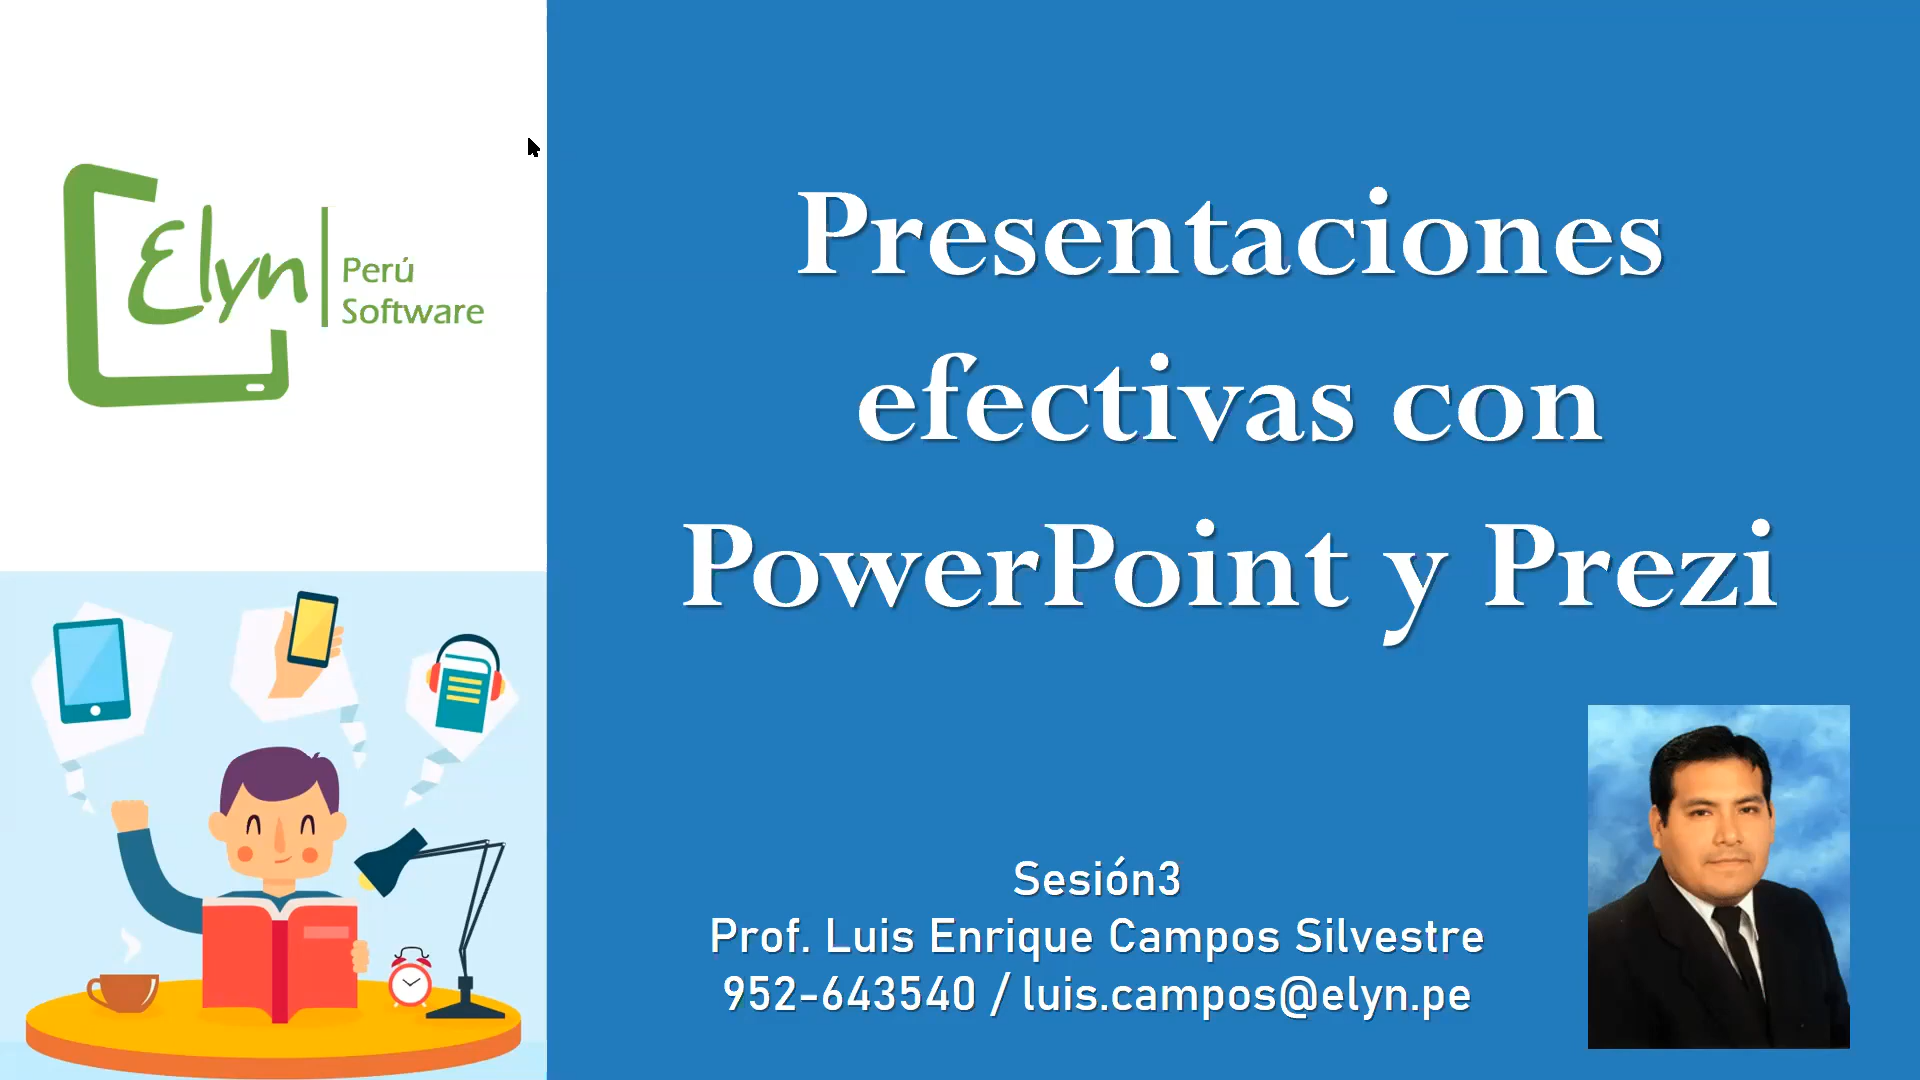 Elyn
Perú
Software
Presentaciones
efectivas con
PowerPoint y Prezi
Sesión3
Prof. Luis Enrique Campos Silvestre
952-643540 / luis.campos@elyn.pe